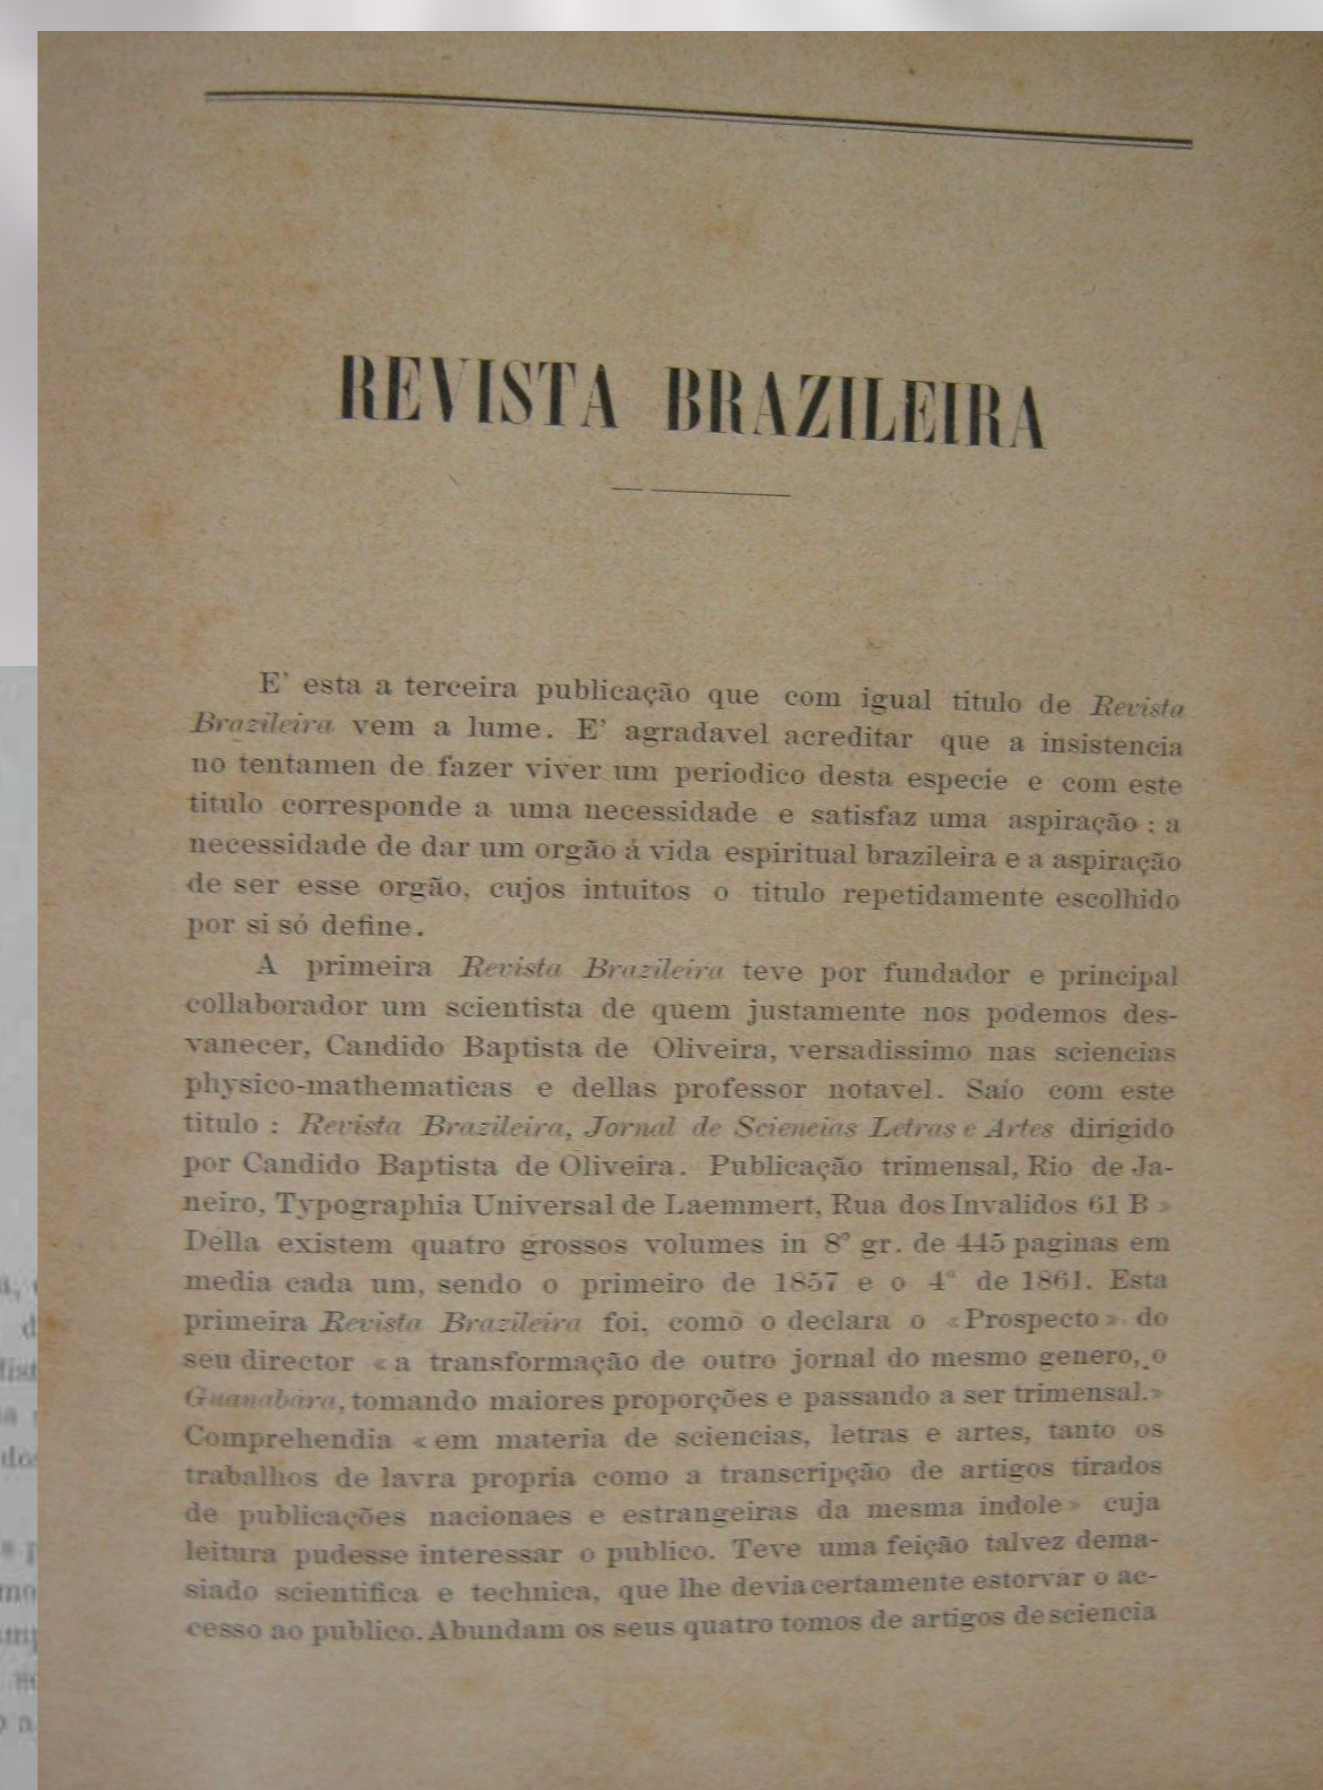 REVISTA BRAZILEIRA
E' esta a terceira publicação que com igual titulo de Revista
Brazileira vem a lume. E' agradavel acreditar que a insistencia
no tentamen de fazer viver um periodico desta especie e com este
titulo corresponde a uma necessidade e satisfaz uma aspiração : a
necessidade de dar um orgão á vida espiritual brazileira e a aspiração
de ser esse orgão, cujos intuitos o titulo repetidamente escolhido
por si só define.
A primeira Revista Brazileira teve por fundador e principal
collaborador um scientista de quem justamente nos podemos des-
vanecer, Candido Baptista de Oliveira, versadissimo nas sciencias
physico-mathematicas e dellas professor notavel. Saío com este
titulo : Revista Brazileira, Jornal de Sciencias Letras e Artes dirigido
por Candido Baptista de Oliveira. Publicação trimensal, Rio de Ja-
neiro, Typographia Universal de Laemmert, Rua dos Invalidos 61 B »
Della existem quatro grossos volumes in 8º gr. de 445 paginas em
media cada um, sendo o primeiro de 1857 e o 4º de 1861. Esta
primeira Revista Brazileira foi, como o declara o «Prospecto» do
seu director «a transformação de outro jornal do mesmo genero, o
Guanabara, tomando maiores proporções e passando a ser trimensal.»
Comprehendia «em materia de sciencias, letras e artes, tanto os
trabalhos de lavra propria como a transcripção de artigos tirados
de publicações nacionaes e estrangeiras da mesma indole» cuja
leitura pudesse interessar o publico. Teve uma feição talvez dema-
siado scientifica e technica, que lhe devia certamente estorvar o ac-
cesso ao publico. Abundam os seus quatro tomos de artigos de sciencia